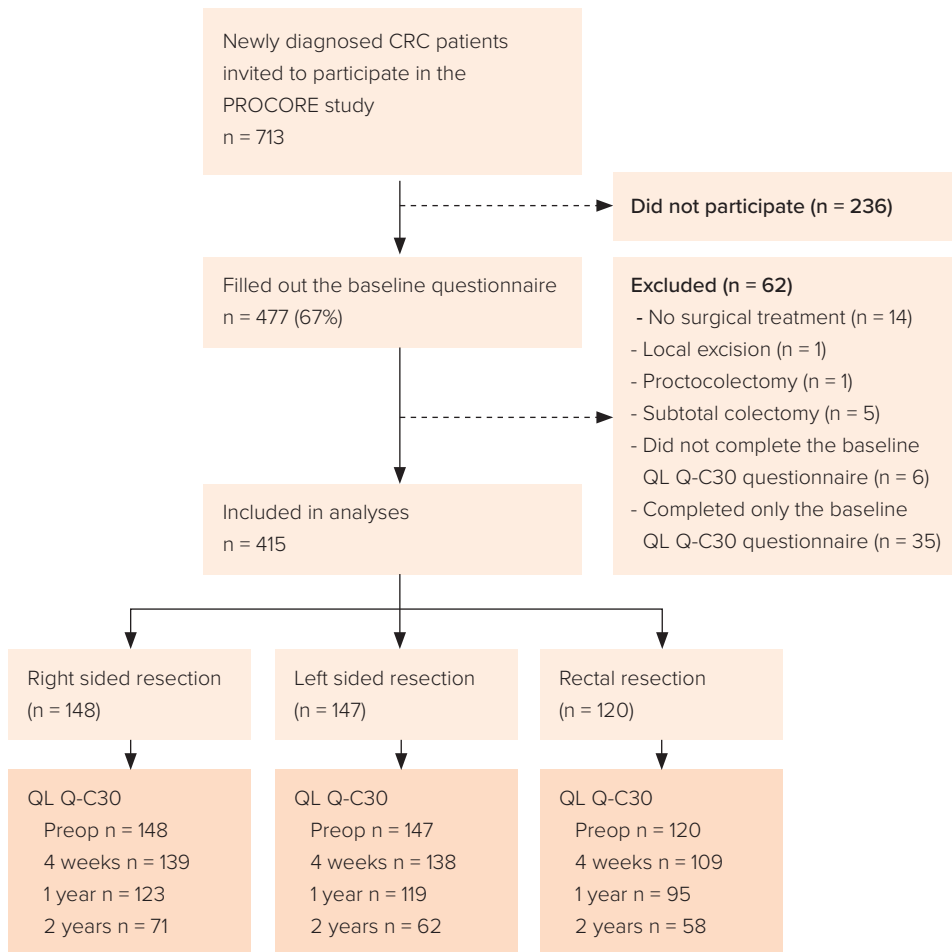 Newly diagnosed CRC patients
invited to participate in the
PROCORE study
n = 713
Did not participate (n = 236)
Filled out the baseline questionnaire
n = 477 (67%)
Excluded (n = 62)
- No surgical treatment (n = 14)
- Local excision (n = 1)
- Proctocolectomy (n = 1)
- Subtotal colectomy (n = 5)
- Did not complete the baseline
QL Q-C30 questionnaire (n = 6)
- Completed only the baseline
QL Q-C30 questionnaire (n = 35)
Included in analyses
n = 415
Right sided resection
(n = 148)
Left sided resection
(n = 147)
Rectal resection
(n = 120)
QL Q-C30
Preop n = 148
4 weeks n = 139
1 year n = 123
2 years n = 71
QL Q-C30
Preop n = 147
4 weeks n = 138
1 year n = 119
2 years n = 62
QL Q-C30
Preop n = 120
4 weeks n = 109
1 year n = 95
2 years n = 58